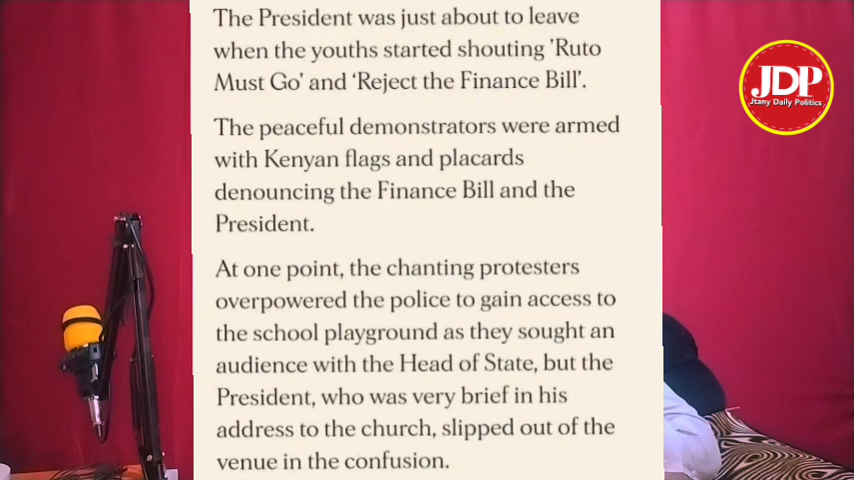 The President was just about to leave
when the youths started shouting 'Ruto
Must Go' and ‘Reject the Finance Bill’.
The peaceful demonstrators were armed
with Kenyan flags and placards
denouncing the Finance Bill and the
President.
At one point, the chanting protesters
overpowered the police to gain access to
the school playground as they sought an
audience with the Head of State, but the
President, who was very brief in his
address to the church, slipped out of the
venue in the confusion.
JDP
Jtany Daily Politics